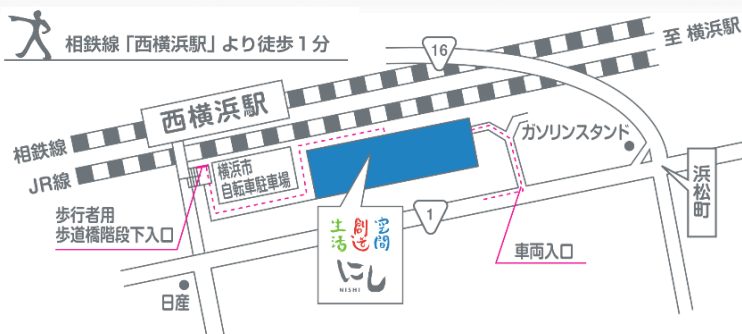 相鉄線「西横浜駅」より徒歩1分
16
至 横浜駅
西横浜駅
相鉄線
JR線
横浜市
自転車駐車場
ガソリンスタンド
浜松町
歩行者用
歩道橋階段下入口
1
車両入口
生活 創造 空間
にし
NISHI
日産